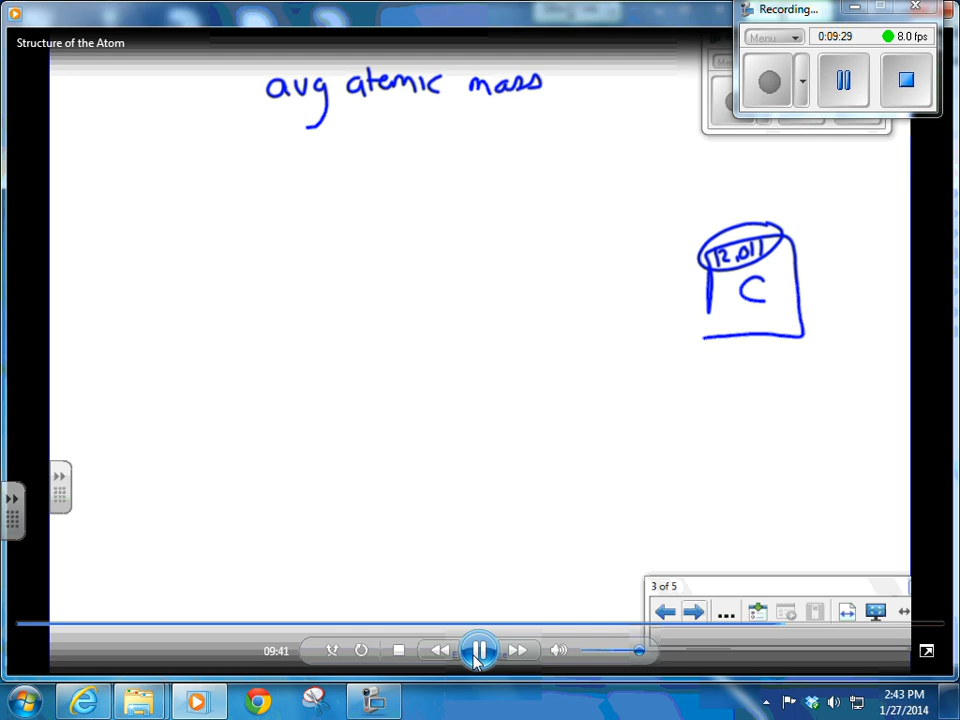 Recording...
Structure of the Atom
Menu
0:09:29
8.0 fps
avg atomic mass
12.011
C
3 of 5
09:41
2:43 PM
1/27/2014